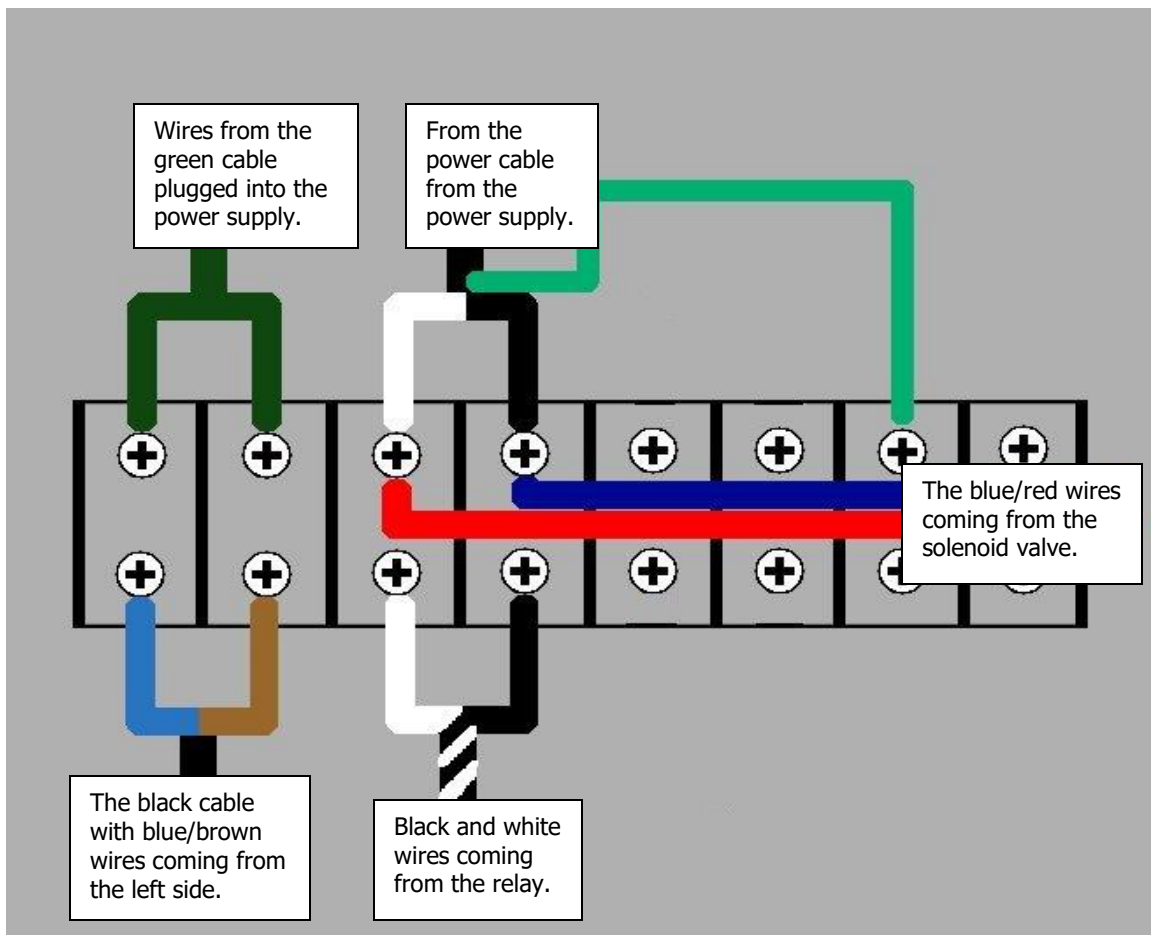 Wires from the
green cable
plugged into the
power supply.
From the
power cable
from the
power supply.
The blue/red wires
coming from the
solenoid valve.
The black cable
with blue/brown
wires coming from
the left side.
Black and white
wires coming
from the relay.